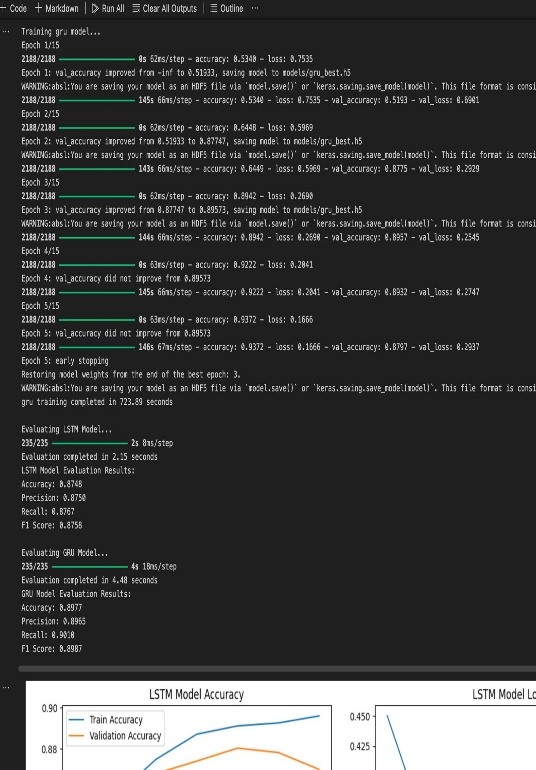 Code + Markdown Run All Clear All Outputs Outline ...
Training gru model...
Epoch 1/15
2188/2188 0s 62ms/step - accuracy: 0.5340 - loss: 0.7535
Epoch 1: val_accuracy improved from -inf to 0.51933, saving model to models/gru_best.h5
WARNING:absl:You are saving your model as an HDF5 file via `model.save()` or `keras.saving.save_model(model)`. This file format is consi
2188/2188 145s 66ms/step - accuracy: 0.5340 - loss: 0.7535 - val_accuracy: 0.5193 - val_loss: 0.6901
Epoch 2/15
2188/2188 0s 62ms/step - accuracy: 0.6448 - loss: 0.5969
Epoch 2: val_accuracy improved from 0.51933 to 0.87747, saving model to models/gru_best.h5
WARNING:absl:You are saving your model as an HDF5 file via `model.save()` or `keras.saving.save_model(model)`. This file format is consi
2188/2188 143s 66ms/step - accuracy: 0.6449 - loss: 0.5969 - val_accuracy: 0.8775 - val_loss: 0.2929
Epoch 3/15
2188/2188 0s 62ms/step - accuracy: 0.8942 - loss: 0.2690
Epoch 3: val_accuracy improved from 0.87747 to 0.89573, saving model to models/gru_best.h5
WARNING:absl:You are saving your model as an HDF5 file via `model.save()` or `keras.saving.save_model(model)`. This file format is consi
2188/2188 144s 66ms/step - accuracy: 0.8942 - loss: 0.2690 - val_accuracy: 0.8957 - val_loss: 0.2545
Epoch 4/15
2188/2188 0s 63ms/step - accuracy: 0.9222 - loss: 0.2041
Epoch 4: val_accuracy did not improve from 0.89573
2188/2188 145s 66ms/step - accuracy: 0.9222 - loss: 0.2041 - val_accuracy: 0.8932 - val_loss: 0.2747
Epoch 5/15
2188/2188 0s 63ms/step - accuracy: 0.9372 - loss: 0.1666
Epoch 5: val_accuracy did not improve from 0.89573
2188/2188 146s 67ms/step - accuracy: 0.9372 - loss: 0.1666 - val_accuracy: 0.8797 - val_loss: 0.2937
Epoch 5: early stopping
Restoring model weights from the end of the best epoch: 3.
WARNING:absl:You are saving your model as an HDF5 file via `model.save()` or `keras.saving.save_model(model)`. This file format is consi
gru training completed in 723.89 seconds
Evaluating LSTM Model...
235/235 2s 8ms/step
Evaluation completed in 2.15 seconds
LSTM Model Evaluation Results:
Accuracy: 0.8748
Precision: 0.8750
Recall: 0.8767
F1 Score: 0.8758
Evaluating GRU Model...
235/235 4s 18ms/step
Evaluation completed in 4.48 seconds
GRU Model Evaluation Results:
Accuracy: 0.8977
Precision: 0.8965
Recall: 0.9010
F1 Score: 0.8987
LSTM Model Accuracy
0.90
Train Accuracy
Validation Accuracy
0.88
LSTM Model Lo
0.450
0.425